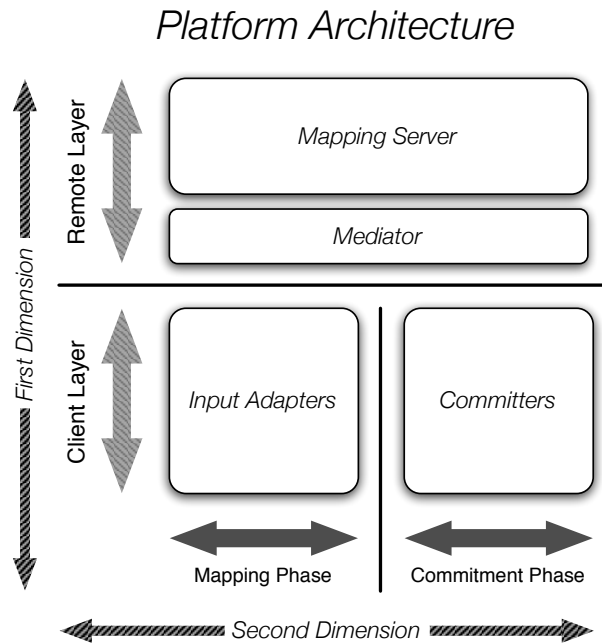 Platform Architecture
First Dimension
Remote Layer
Mapping Server
Mediator
Client Layer
Input Adapters
Committers
Mapping Phase
Commitment Phase
Second Dimension